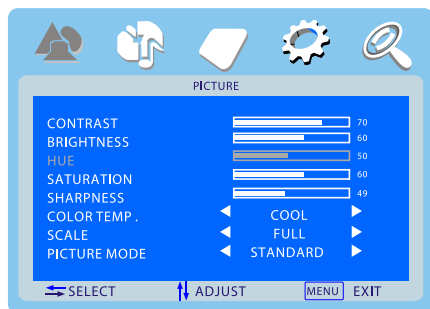 PICTURE
CONTRAST 70
BRIGHTNESS 60
HUE 50
SATURATION 60
SHARPNESS 49
COLOR TEMP . COOL
SCALE FULL
PICTURE MODE STANDARD
SELECT ADJUST MENU EXIT